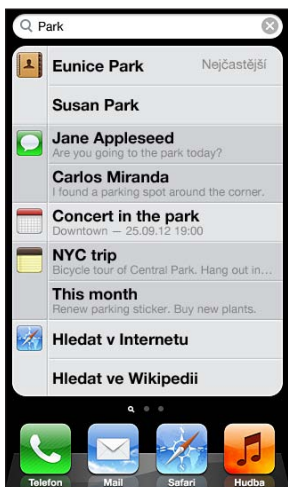 Park
Eunice Park Nejčastější
Susan Park
Jane Appleseed
Are you going to the park today?
Carlos Miranda
I found a parking spot around the corner.
Concert in the park
Downtown — 25.09.12 19:00
NYC trip
Bicycle tour of Central Park. Hang out in...
This month
Renew parking sticker. Buy new plants.
Hledat v Internetu
Hledat ve Wikipedii
Telefon Mail Safari Hudba